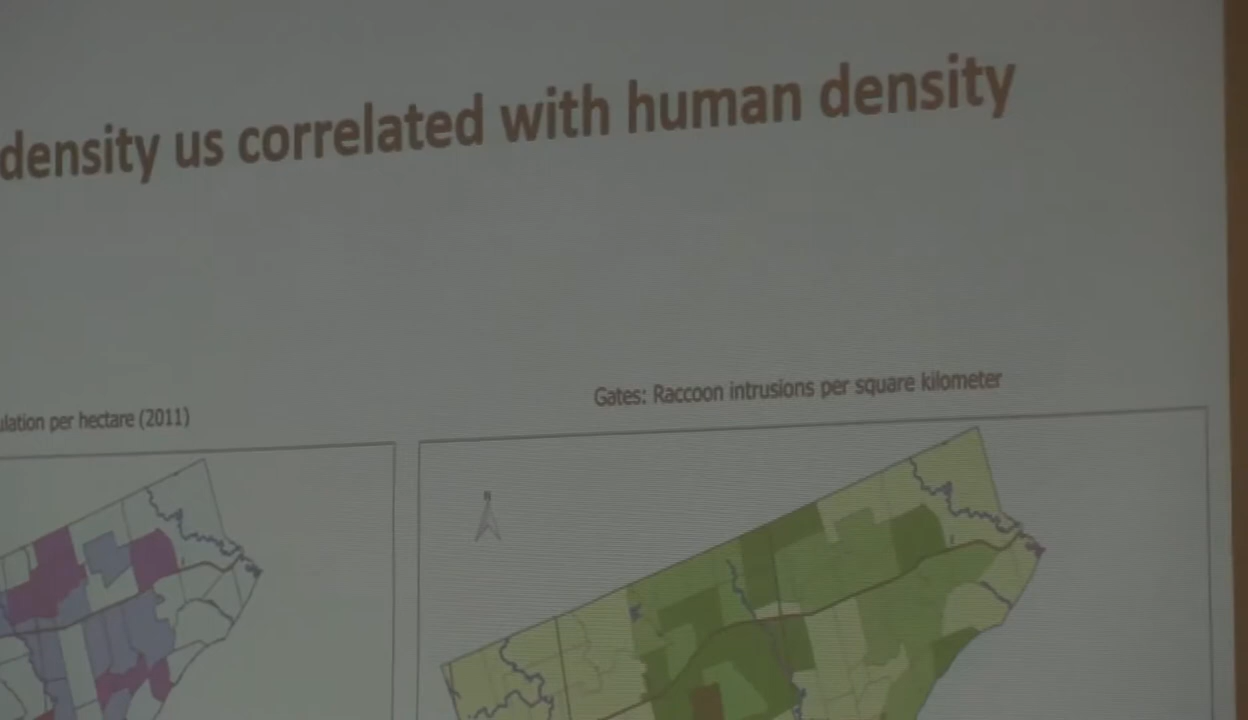 density us correlated with human density
ulation per hectare (2011)
Gates: Raccoon intrusions per square kilometer
N